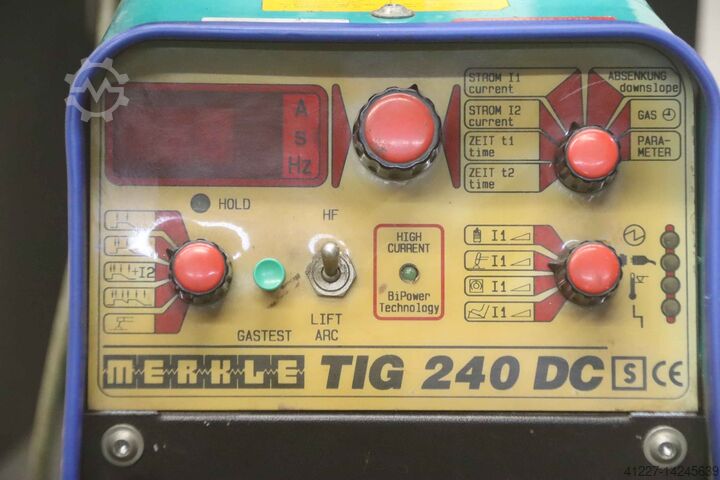 A
s
Hz
HOLD
STROM I1
current
STROM I2
current
ZEIT t1
time
ZEIT t2
time
ABSENKUNG
downslope
GAS
PARA-
METER
+I2
HF
GASTEST
LIFT
ARC
HIGH
CURRENT
BiPower
Technology
I1
I1
I1
I1
MERKLE TIG 240 DC S CE
41227-14245639